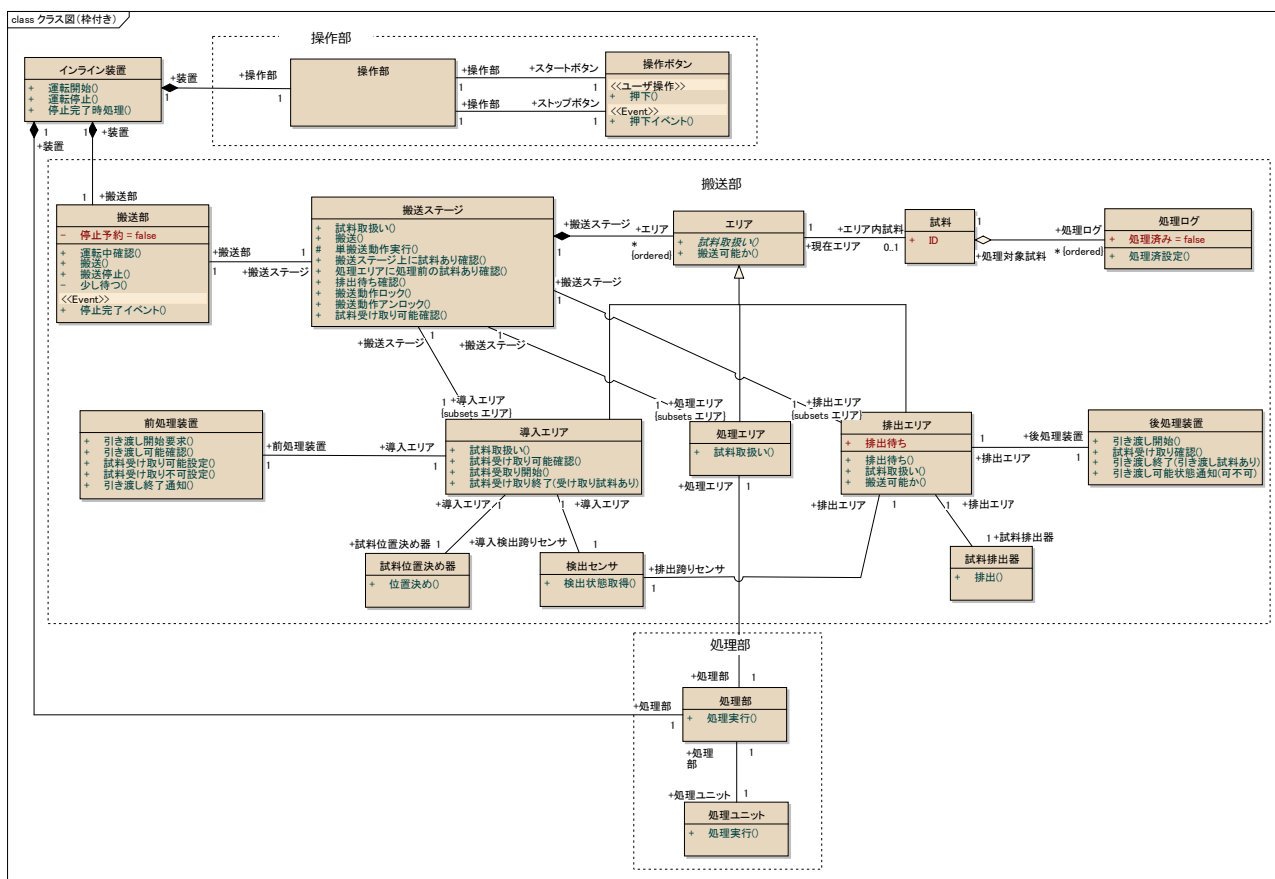 class クラス図(枠付き)
操作部
インライン装置
+ 運転開始()
+ 運転停止()
+ 停止完了時処理()
+装置
1
+操作部
1
操作部
+操作部
1
+スタートボタン
1
+操作部
1
+ストップボタン
1
操作ボタン
<<ユーザ操作>>
+ 押下()
<<Event>>
+ 押下イベント()
1
+装置
1
+装置
搬送部
1
+搬送部
搬送部
- 停止予約 = false
+ 運転中確認()
+ 搬送()
+ 搬送停止()
- 少し待つ()
<<Event>>
+ 停止完了イベント()
+搬送部
1
1
+搬送ステージ
搬送ステージ
+ 試料取扱い()
+ 搬送()
# 単搬送動作実行()
+ 搬送ステージ上に試料あり確認()
+ 処理エリアに処理前の試料あり確認()
+ 排出待ち確認()
+ 搬送動作ロック()
+ 搬送動作アンロック()
+ 試料受け取り可能確認()
+搬送ステージ
1
+エリア
*
{ordered}
エリア
+ 試料取扱い()
+ 搬送可能か()
1
+現在エリア
+エリア内試料
0..1
試料
+ ID
1
+処理対象試料
+処理ログ
* {ordered}
処理ログ
+ 処理済み = false
+ 処理済設定()
+搬送ステージ
1
1
+搬送ステージ
1
+搬送ステージ
1 +導入エリア
{subsets エリア}
1 +処理エリア
{subsets エリア}
1 +排出エリア
{subsets エリア}
前処理装置
+ 引き渡し開始要求()
+ 引き渡し可能確認()
+ 試料受け取り可能設定()
+ 試料受け取り不可設定()
+ 引き渡し終了通知()
+前処理装置
1
+導入エリア
1
導入エリア
+ 試料取扱い()
+ 試料受け取り可能確認()
+ 試料受取り開始()
+ 試料受け取り終了(受け取り試料あり)
処理エリア
+ 試料取扱い()
+処理エリア
1
排出エリア
+ 排出待ち
+ 排出待ち()
+ 試料取扱い()
+ 搬送可能か()
1
+排出エリア
+後処理装置
1
後処理装置
+ 引き渡し開始()
+ 試料受け取り確認()
+ 引き渡し終了(引き渡し試料あり)
+ 引き渡し可能状態通知(可不可)
+導入エリア
1
1
+導入エリア
+排出エリア
1
1
+排出エリア
+試料位置決め器 1
+導入検出跨りセンサ
1
1 +試料排出器
試料位置決め器
+ 位置決め()
検出センサ
+ 検出状態取得()
+排出跨りセンサ
1
試料排出器
+ 排出()
処理部
+処理部
1
+処理部
1
処理部
+ 処理実行()
+処理
部
1
+処理ユニット
1
処理ユニット
+ 処理実行()